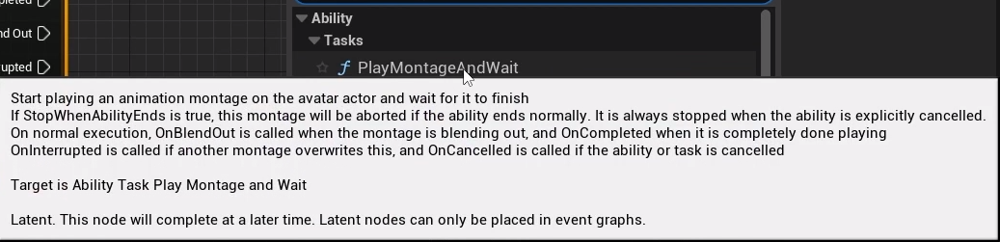 pleted
Ability
nd Out
Tasks
upted
PlayMontageAndWait
Start playing an animation montage on the avatar actor and wait for it to finish
If StopWhenAbilityEnds is true, this montage will be aborted if the ability ends normally. It is always stopped when the ability is explicitly cancelled.
On normal execution, OnBlendOut is called when the montage is blending out, and OnCompleted when it is completely done playing
OnInterrupted is called if another montage overwrites this, and OnCancelled is called if the ability or task is cancelled
Target is Ability Task Play Montage and Wait
Latent. This node will complete at a later time. Latent nodes can only be placed in event graphs.